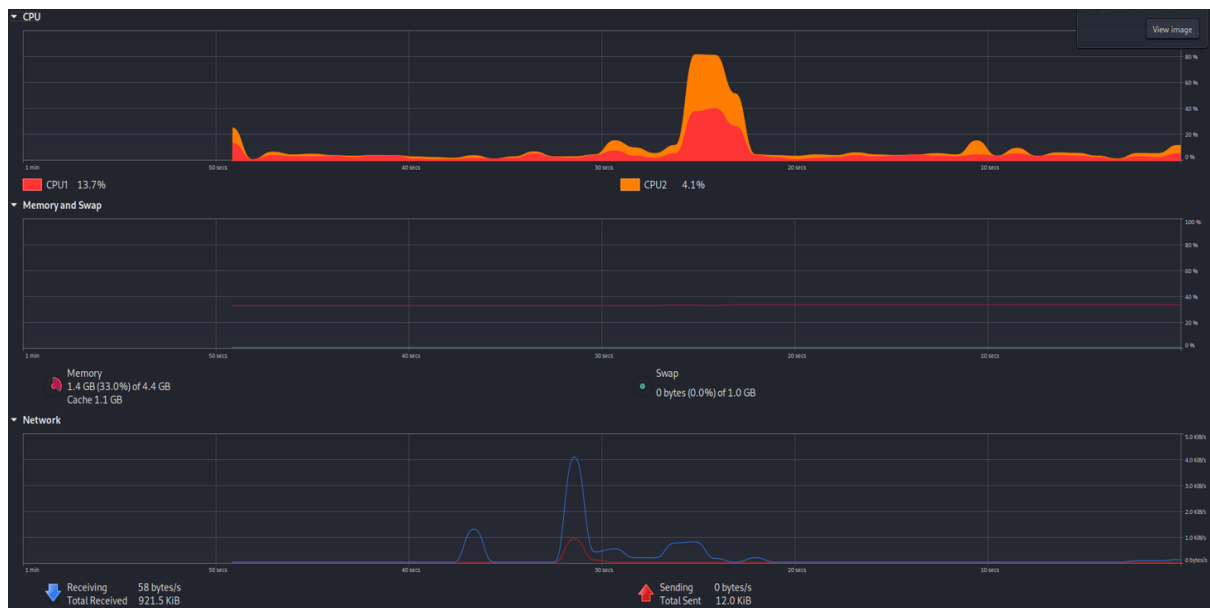 CPU
View image
80 %
60 %
40 %
20 %
0 %
1 min 50 secs 40 secs 30 secs 20 secs 10 secs
CPU1 13.7% CPU2 4.1%
Memory and Swap
100 %
80 %
60 %
40 %
20 %
0 %
1 min 50 secs 40 secs 30 secs 20 secs 10 secs
Memory
1.4 GB (33.0%) of 4.4 GB
Cache 1.1 GB
Swap
0 bytes (0.0%) of 1.0 GB
Network
5.0 KiB/s
4.0 KiB/s
3.0 KiB/s
2.0 KiB/s
1.0 KiB/s
0 bytes/s
1 min 50 secs 40 secs 30 secs 20 secs 10 secs
Receiving 58 bytes/s
Total Received 921.5 KiB
Sending 0 bytes/s
Total Sent 12.0 KiB